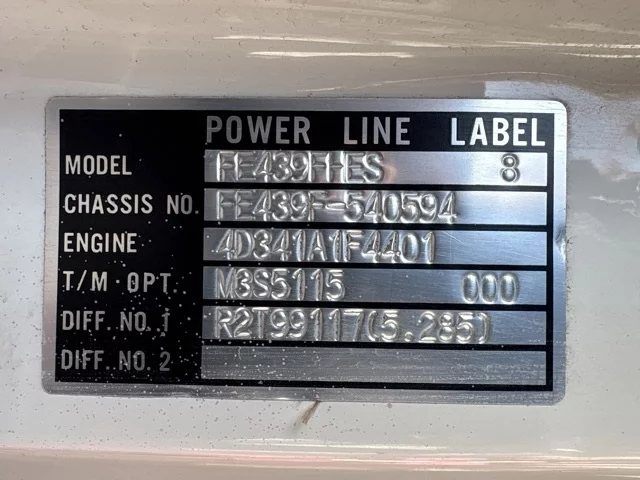 POWER LINE LABEL
MODEL FE439FIES 8
CHASSIS NO. FE439F-540594
ENGINE 4D341A1F4401
T/M·OPT. M3S5115 000
DIFF. NO. 1 R2T99117(5.285)
DIFF. NO. 2